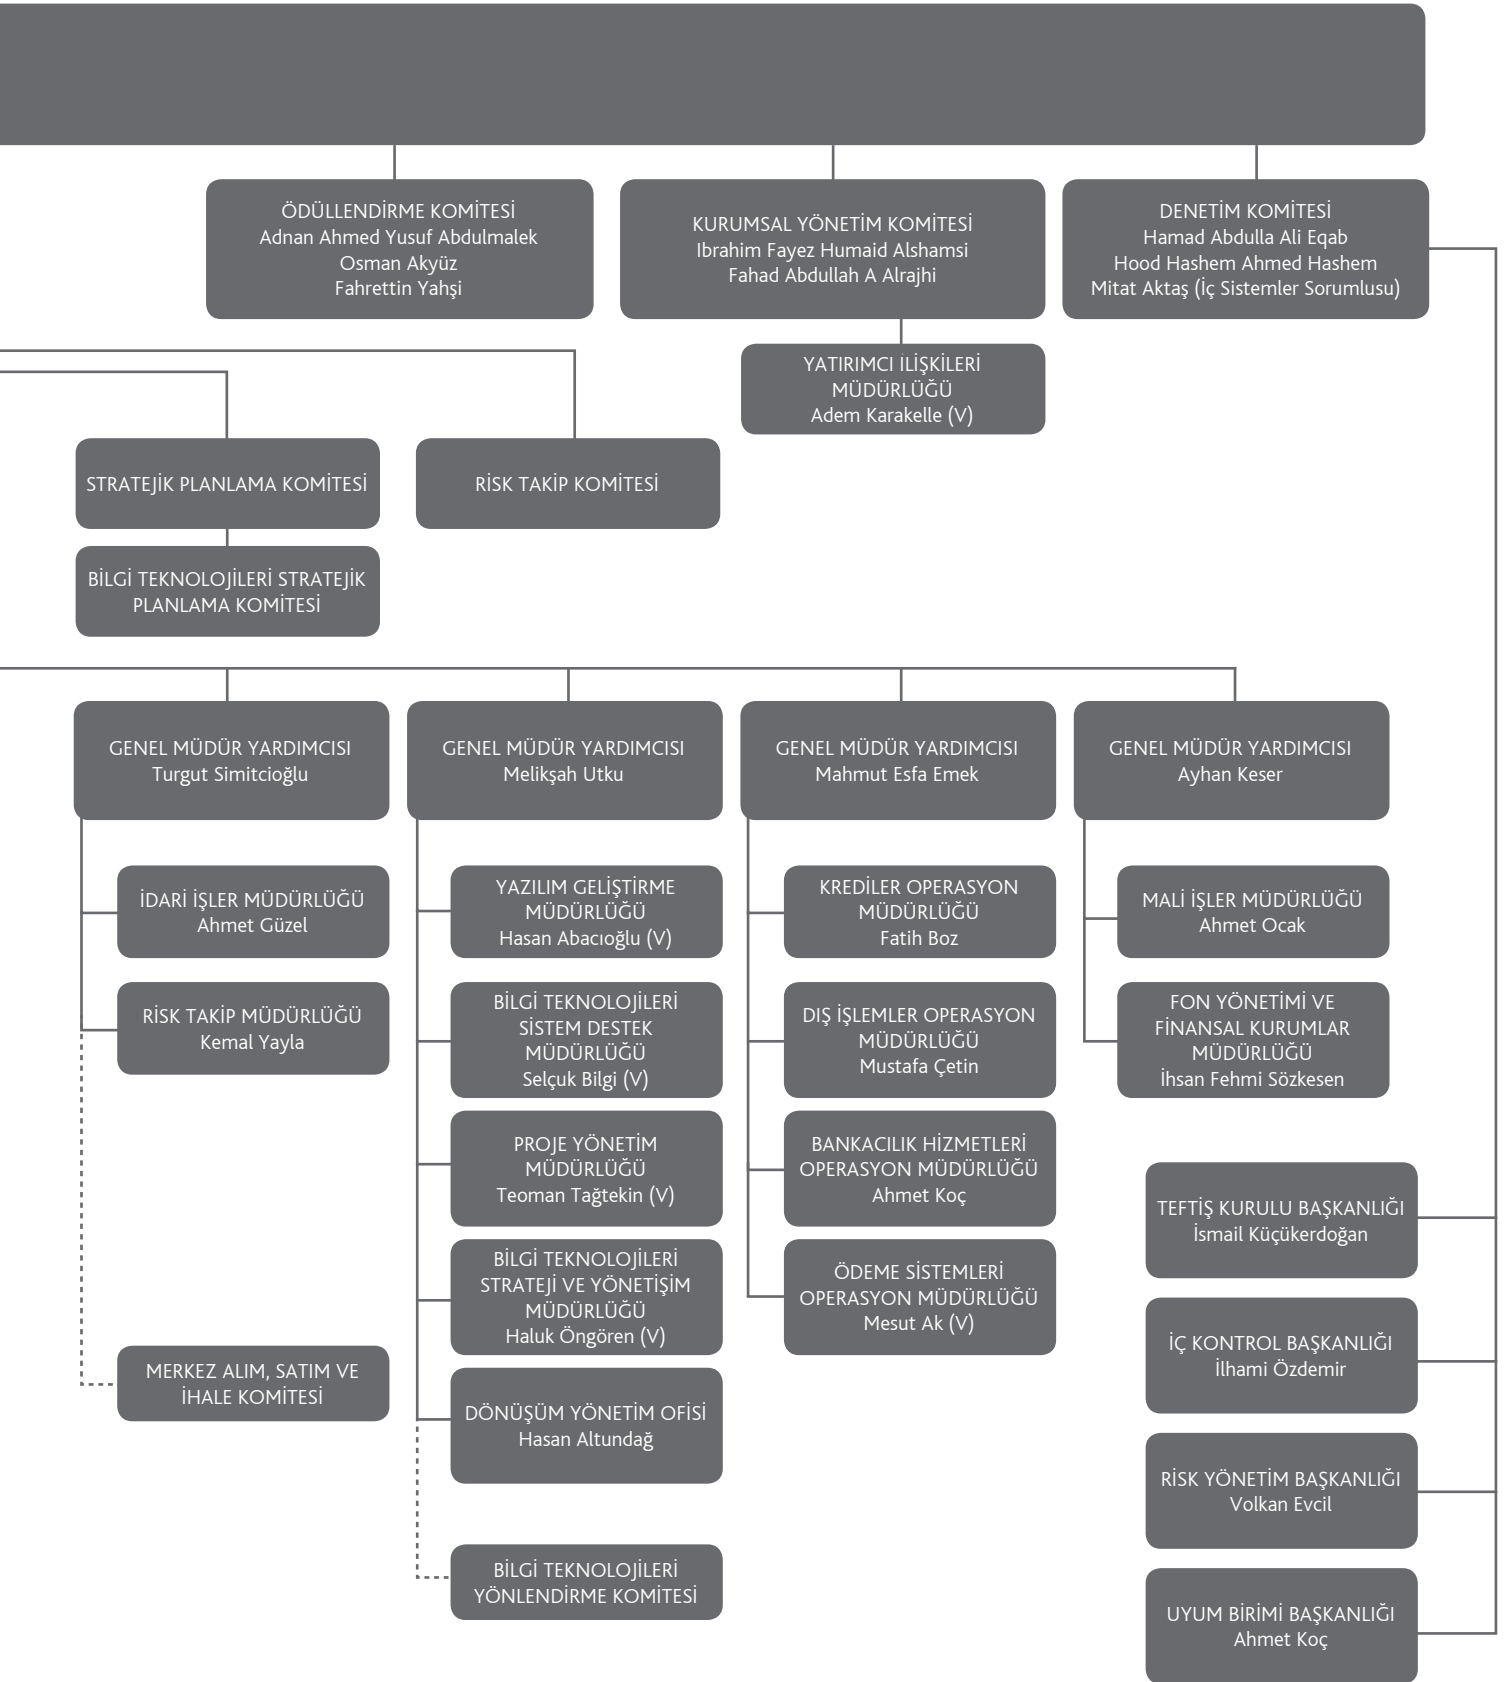 ÖDÜLLENDİRME KOMİTESİ
Adnan Ahmed Yusuf Abdulmalek
Osman Akyüz
Fahrettin Yahşi
KURUMSAL YÖNETİM KOMİTESİ
Ibrahim Fayez Humaid Alshamsi
Fahad Abdullah A Alrajhi
DENETİM KOMİTESİ
Hamad Abdulla Ali Eqab
Hood Hashem Ahmed Hashem
Mitat Aktaş (İç Sistemler Sorumlusu)
YATIRIMCI İLİŞKİLERİ
MÜDÜRLÜĞÜ
Adem Karakelle (V)
STRATEJİK PLANLAMA KOMİTESİ
RİSK TAKİP KOMİTESİ
BİLGİ TEKNOLOJİLERİ STRATEJİK
PLANLAMA KOMİTESİ
GENEL MÜDÜR YARDIMCISI
Turgut Simitcioğlu
GENEL MÜDÜR YARDIMCISI
Melikşah Utku
GENEL MÜDÜR YARDIMCISI
Mahmut Esfa Emek
GENEL MÜDÜR YARDIMCISI
Ayhan Keser
İDARİ İŞLER MÜDÜRLÜĞÜ
Ahmet Güzel
RİSK TAKİP MÜDÜRLÜĞÜ
Kemal Yayla
MERKEZ ALIM, SATIM VE
İHALE KOMİTESİ
YAZILIM GELİŞTİRME
MÜDÜRLÜĞÜ
Hasan Abacıoğlu (V)
BİLGİ TEKNOLOJİLERİ
SİSTEM DESTEK
MÜDÜRLÜĞÜ
Selçuk Bilgi (V)
PROJE YÖNETİM
MÜDÜRLÜĞÜ
Teoman Tağtekin (V)
BİLGİ TEKNOLOJİLERİ
STRATEJİ VE YÖNETİŞİM
MÜDÜRLÜĞÜ
Haluk Öngören (V)
DÖNÜŞÜM YÖNETİM OFİSİ
Hasan Altundağ
BİLGİ TEKNOLOJİLERİ
YÖNLENDİRME KOMİTESİ
KREDİLER OPERASYON
MÜDÜRLÜĞÜ
Fatih Boz
DIŞ İŞLEMLER OPERASYON
MÜDÜRLÜĞÜ
Mustafa Çetin
BANKACILIK HİZMETLERİ
OPERASYON MÜDÜRLÜĞÜ
Ahmet Koç
ÖDEME SİSTEMLERİ
OPERASYON MÜDÜRLÜĞÜ
Mesut Ak (V)
MALİ İŞLER MÜDÜRLÜĞÜ
Ahmet Ocak
FON YÖNETİMİ VE
FİNANSAL KURUMLAR
MÜDÜRLÜĞÜ
İhsan Fehmi Sözkesen
TEFTİŞ KURULU BAŞKANLIĞI
İsmail Küçükerdoğan
İÇ KONTROL BAŞKANLIĞI
İlhami Özdemir
RİSK YÖNETİM BAŞKANLIĞI
Volkan Evcil
UYUM BİRİMİ BAŞKANLIĞI
Ahmet Koç